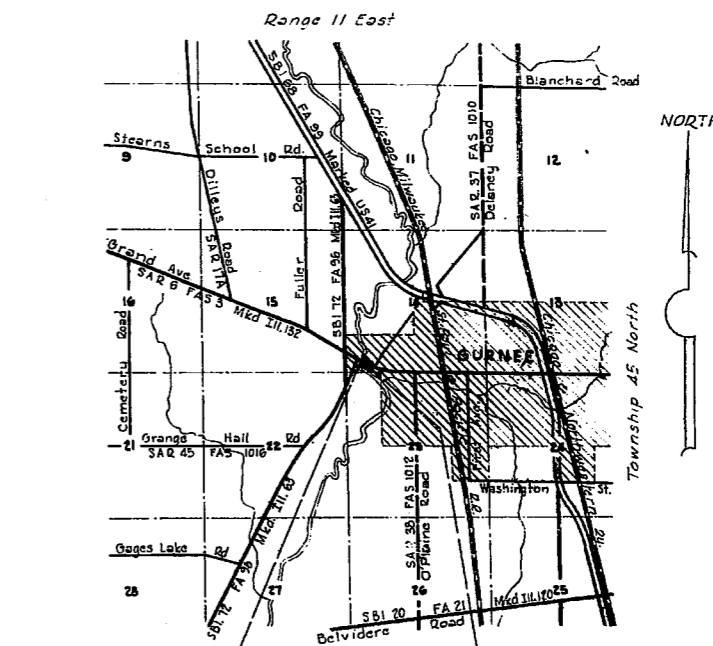 Range 11 East
Blanchard Road
NORTH
Stearns School Rd.
9
10
11
12
SBI 68 FA 99 Marked US41
Chicago Milwaukee
SAR 37 FAS 1010
Delaney Road
Dilleys Road
SAR 17A
Fuller Road
SBI 72 FA 96 Mkd Ill. 63
Grand Ave
SAR 6 FAS 3 Mkd Ill. 132
16
15
14
13
GURNEE
Township 45 North
Cemetery Road
21
Grange Hall Rd
22
SAR 45 FAS 1016
23
24
Washington St.
SAR 38 FAS 1012
O'Plaine Road
Gages Lake Rd
SBI. 72 FA 96 Mkd. Ill. 63
28
27
26
25
SBI 20 FA 21 Mkd Ill. 120
Belvidere Road